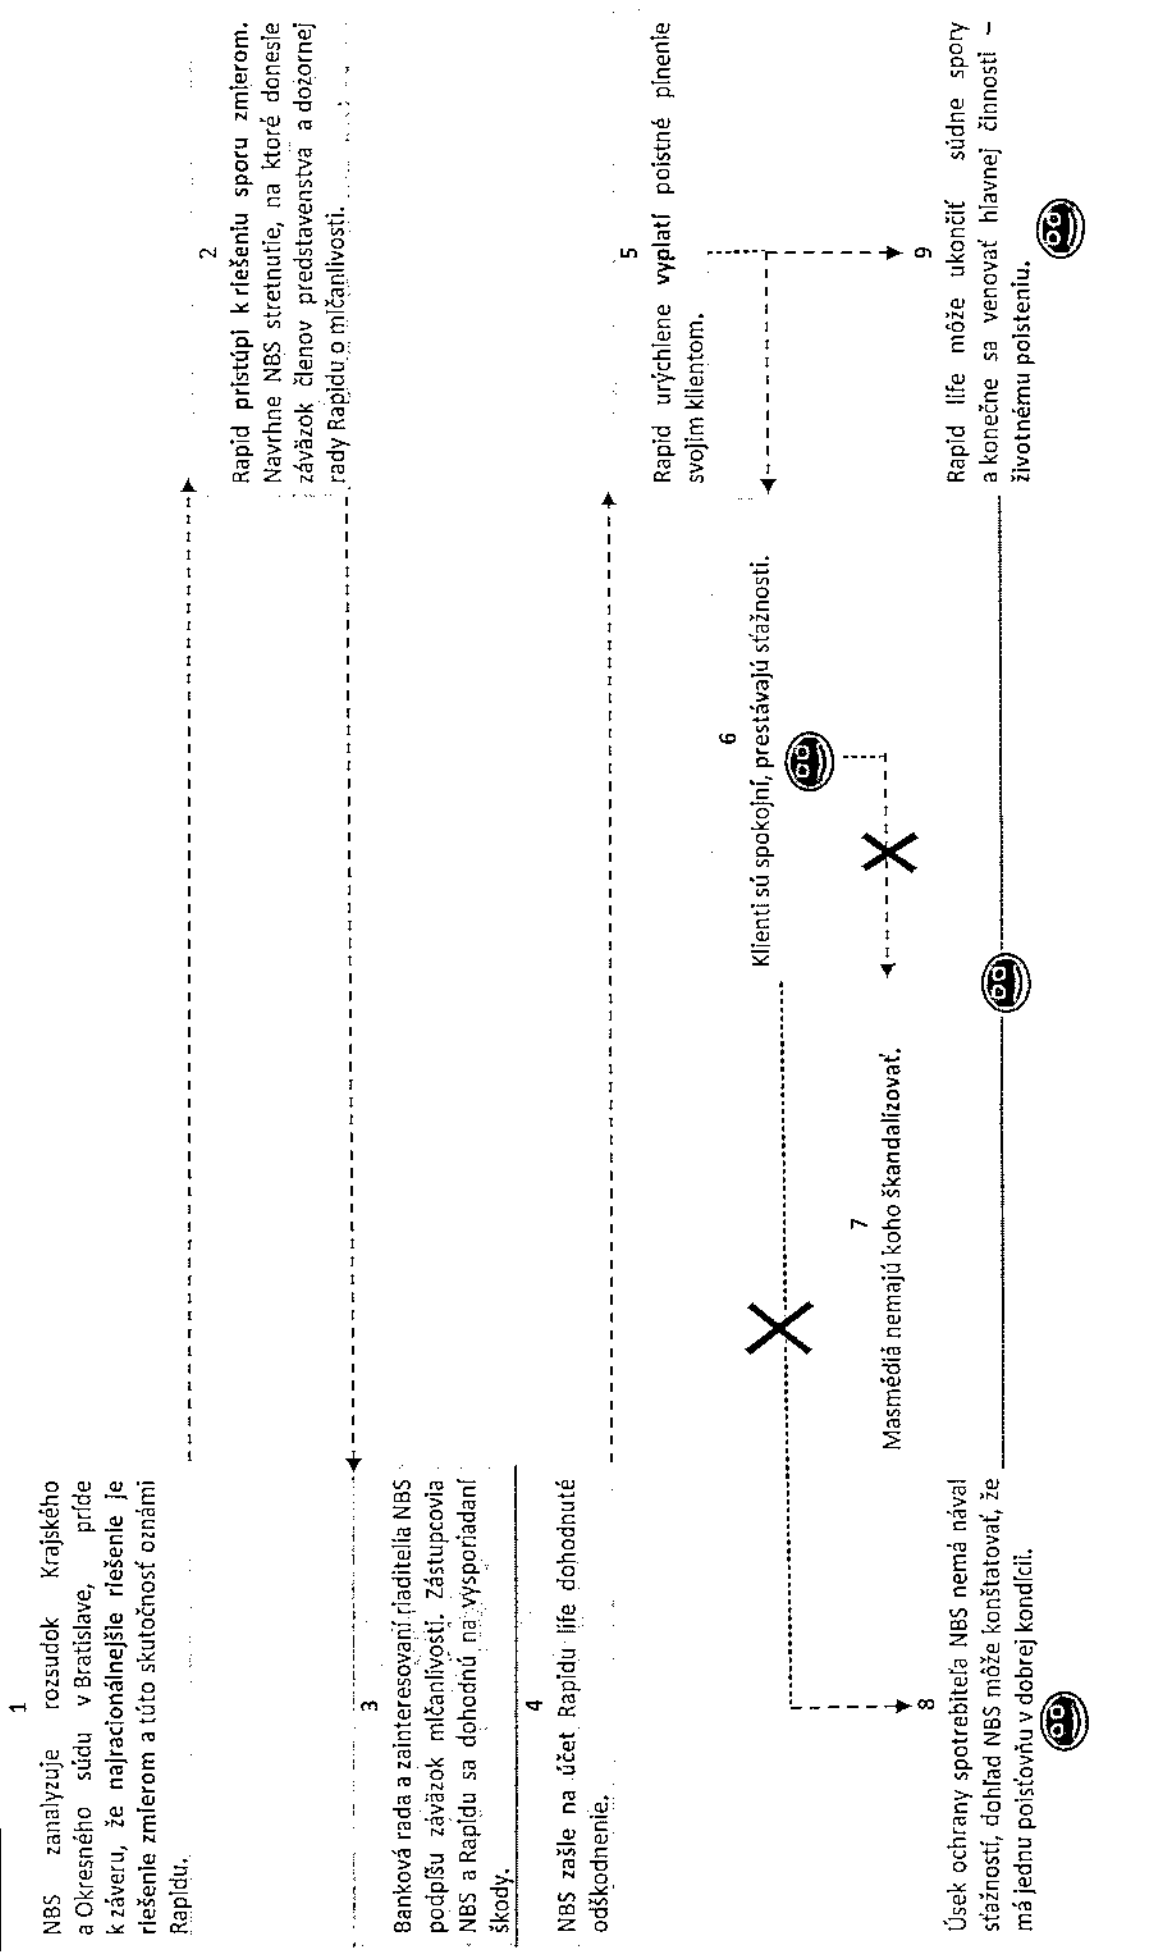 1
NBS zanalyzuje rozsudok Krajského
a Okresného súdu v Bratislave, príde
k záveru, že najracionálnejšie riešenie je
riešenie zmierom a túto skutočnosť oznámi
Rapidu.
2
Rapid pristúpi k riešeniu sporu zmierom.
Navrhne NBS stretnutie, na ktoré donesie
záväzok členov predstavenstva a dozornej
rady Rapidu o mlčanlivosti.
3
Banková rada a zainteresovaní riaditelia NBS
podpíšu záväzok mlčanlivosti. Zástupcovia
NBS a Rapidu sa dohodnú na vysporiadaní
škody.
4
NBS zašle na účet Rapidu life dohodnuté
odškodnenie.
5
Rapid urýchlene vyplatí poistné plnenie
svojim klientom.
6
Klienti sú spokojní, prestávajú sťažnosti.
7
Masmédiá nemajú koho škandalizovať.
8
Úsek ochrany spotrebiteľa NBS nemá nával
sťažností, dohľad NBS môže konštatovať, že
má jednu poisťovňu v dobrej kondícii.
9
Rapid life môže ukončiť súdne spory
a konečne sa venovať hlavnej činnosti –
životnému poisteniu.